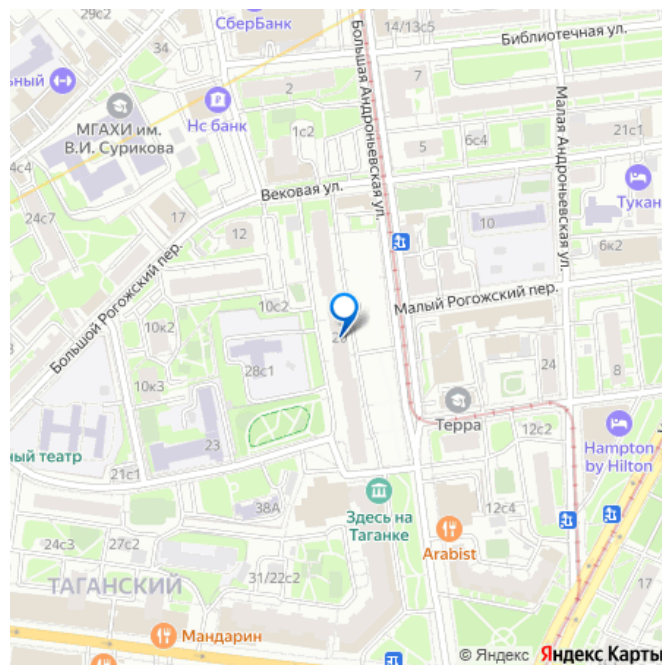 29с2
СберБанк
14/13с5
Библиотечная ул.
34
льный
2
7
МГАХИ им.
В.И. Сурикова
Нс банк
1с2
Большая Андроньевская ул.
Малая Андроньевская ул.
6с4
21с1
5
4с4
Вековая ул.
Тукан
24с7
17
12
10
6к2
Большой Рогожский пер.
10с2
Малый Рогожский пер.
10к2
28с1
24
8
10к3
Терра
23
12с2
Hampton
by Hilton
ный театр
21с1
38А
Здесь на
Таганке
12с4
Arabist
24с3
27с2
31/22с2
ТАГАНСКИЙ
17
Мандарин
© Яндекс Яндекс Карты